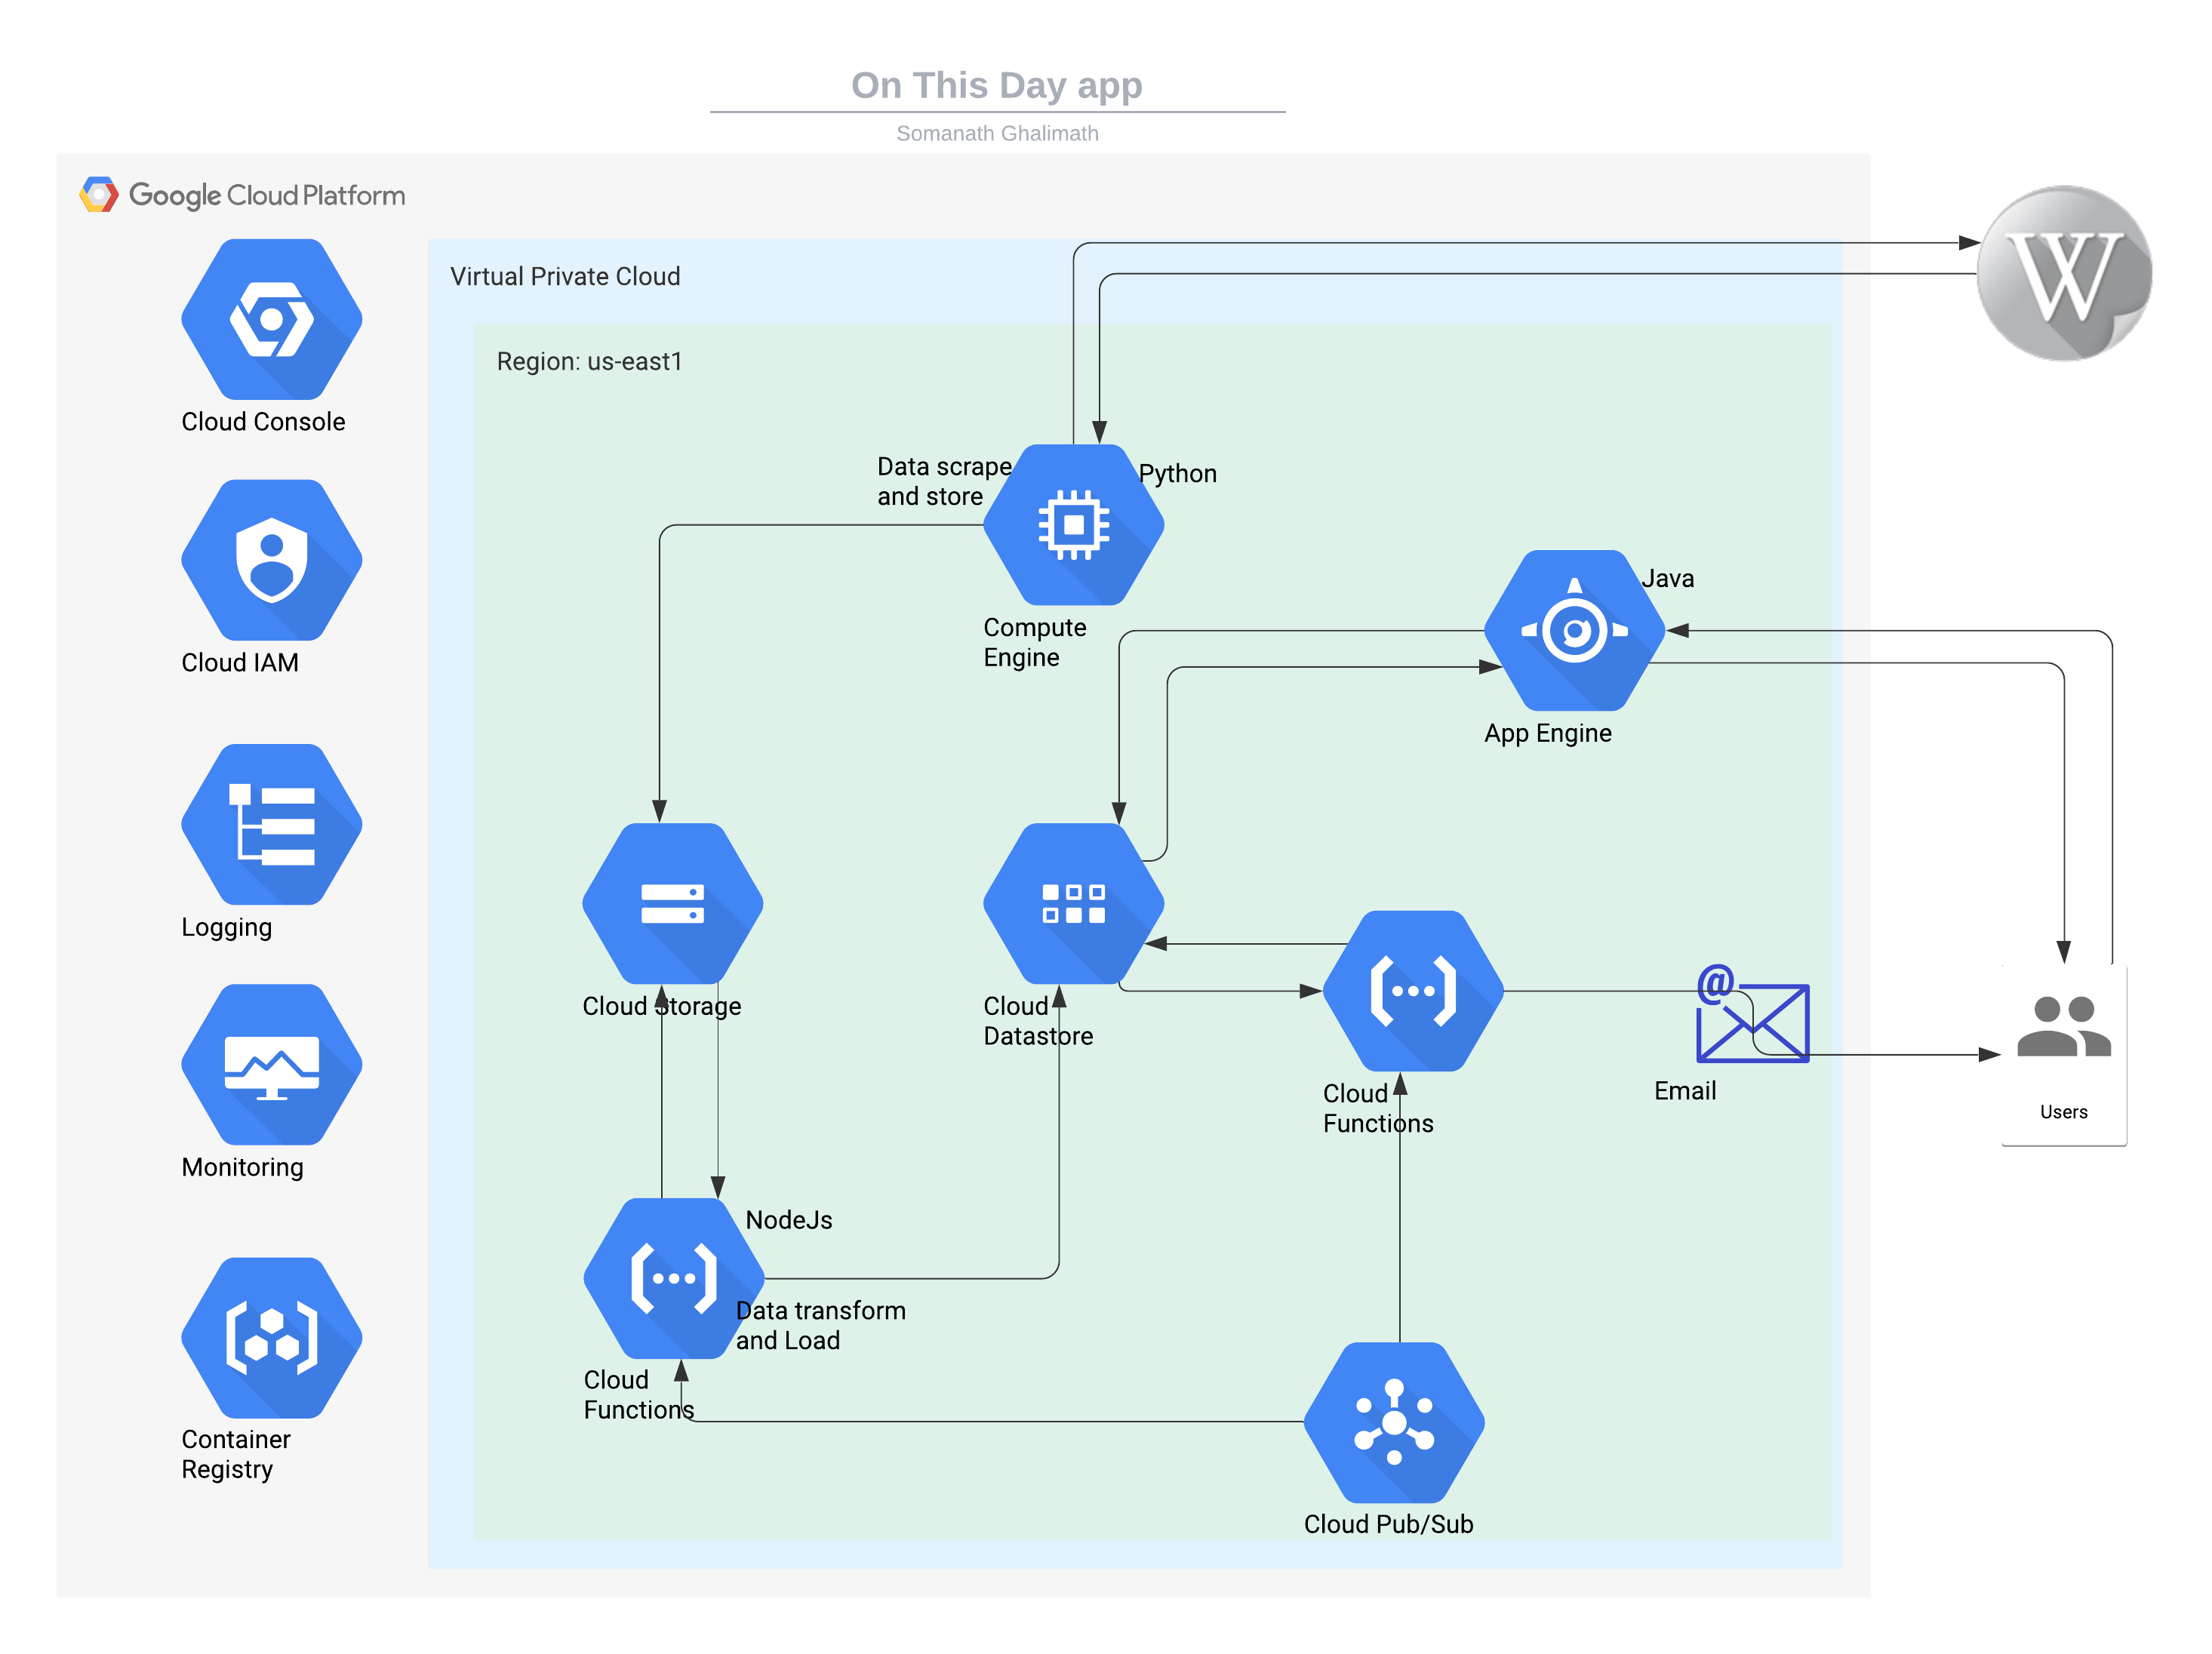 On This Day app
Somanath Ghalimath
Google Cloud Platform
Cloud Console
Cloud IAM
Logging
Monitoring
Container
Registry
Virtual Private Cloud
Region: us-east1
W
Data scrape
and store
Python
Compute
Engine
Java
App Engine
Cloud Storage
Cloud
Datastore
Cloud
Functions
@
Email
Users
NodeJs
Data transform
and Load
Cloud
Functions
Cloud Pub/Sub